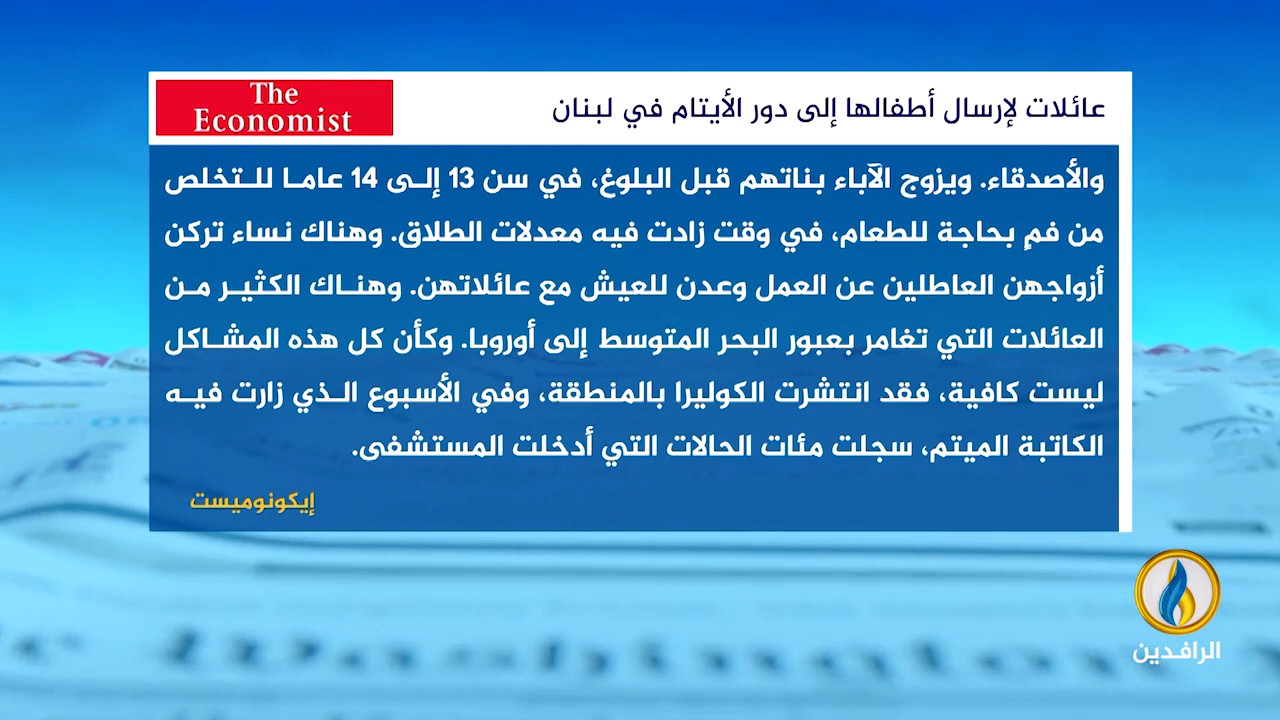 The
Economist
عائلات لإرسال أطفالها إلى دور الأيتام في لبنان
والأصدقاء. ويزوج الآباء بناتهم قبل البلوغ، في سن 13 إلى 14 عاما للتخلص
من فمٍ بحاجة للطعام، في وقت زادت فيه معدلات الطلاق. وهناك نساء تركن
أزواجهن العاطلين عن العمل وعدن للعيش مع عائلاتهن. وهناك الكثير من
العائلات التي تغامر بعبور البحر المتوسط إلى أوروبا. وكأن كل هذه المشاكل
ليست كافية، فقد انتشرت الكوليرا بالمنطقة، وفي الأسبوع الذي زارت فيه
الكاتبة الميتم، سجلت مئات الحالات التي أدخلت المستشفى.
إيكونوميست
الرافدين